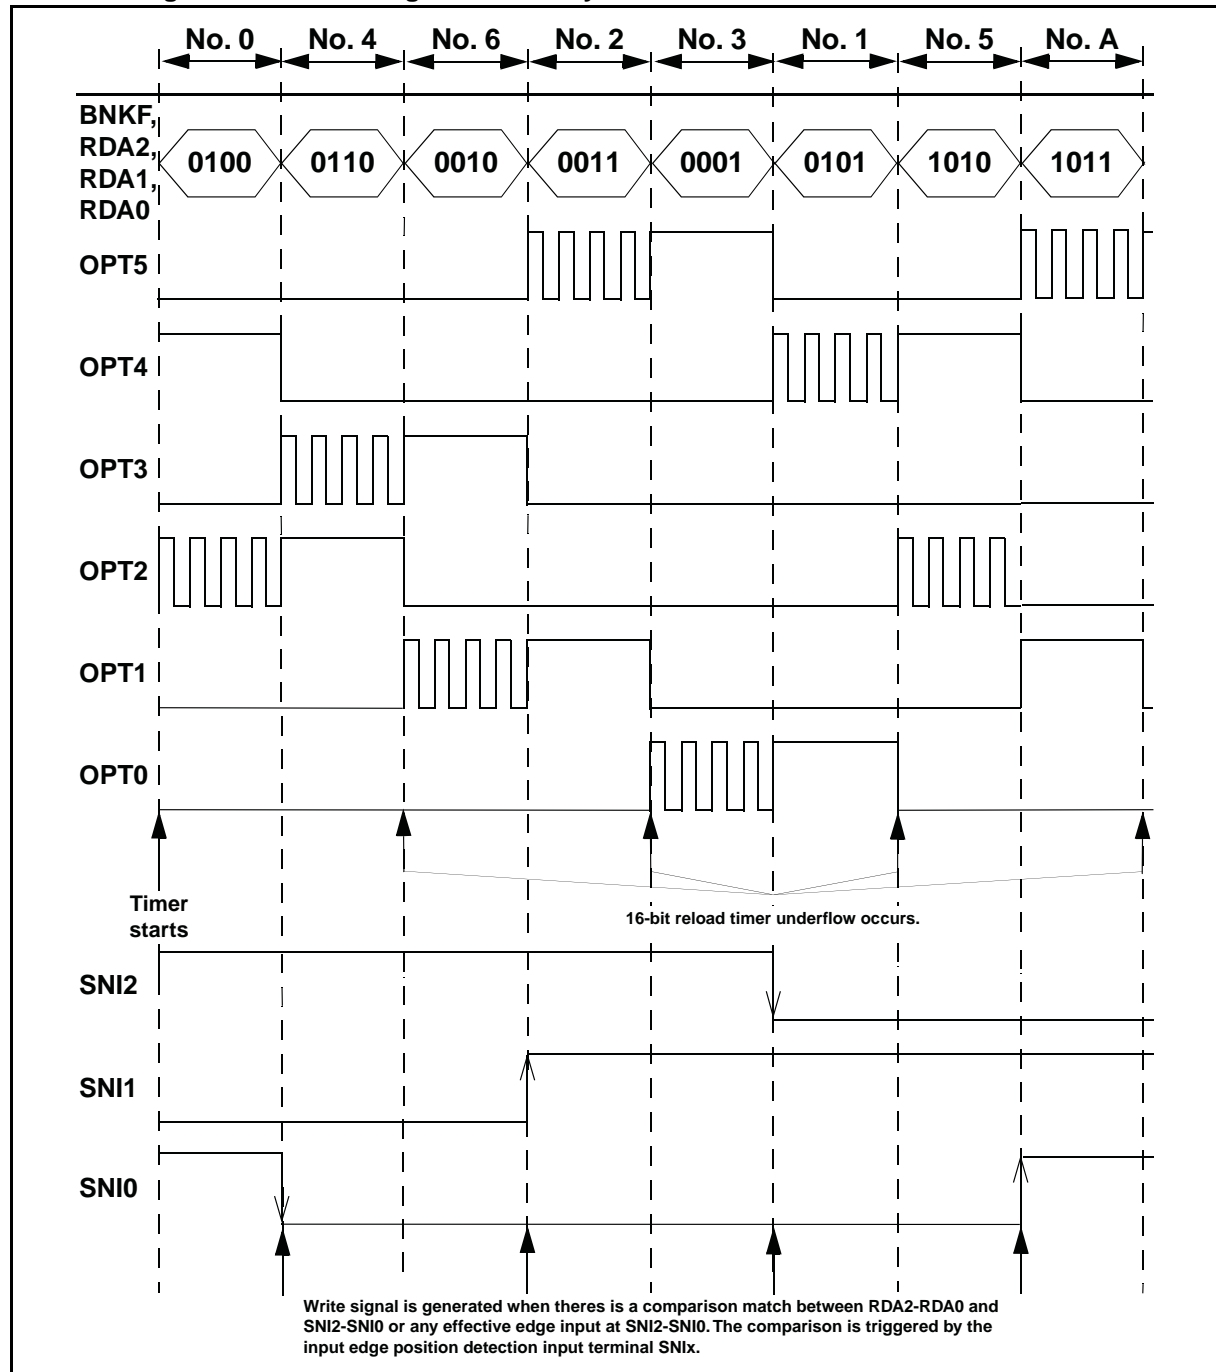 No. 0 No. 4 No. 6 No. 2 No. 3 No. 1 No. 5 No. A
BNKF,
RDA2,
RDA1,
RDA0
0100 0110 0010 0011 0001 0101 1010 1011
OPT5
OPT4
OPT3
OPT2
OPT1
OPT0
Timer
starts
16-bit reload timer underflow occurs.
SNI2
SNI1
SNI0
Write signal is generated when theres is a comparison match between RDA2-RDA0 and
SNI2-SNI0 or any effective edge input at SNI2-SNI0. The comparison is triggered by the
input edge position detection input terminal SNIx.